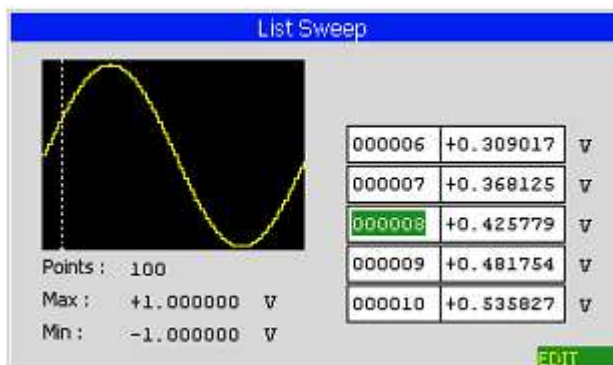 List Sweep
000006 +0.309017 V
000007 +0.368125 V
000008 +0.425779 V
000009 +0.481754 V
000010 +0.535827 V
Points : 100
Max : +1.000000 V
Min : -1.000000 V
EDIT